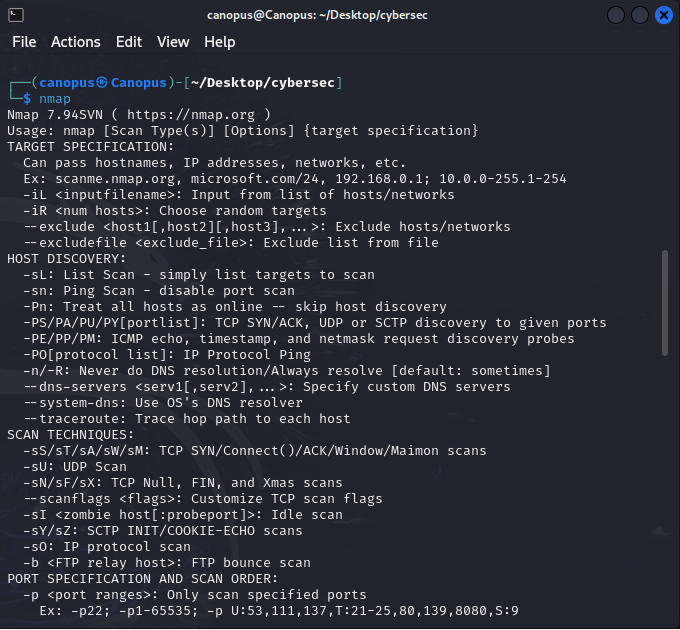 canopus@Canopus: ~/Desktop/cybersec
File Actions Edit View Help
┌──(canopus㉿Canopus)-[~/Desktop/cybersec]
└─$ nmap
Nmap 7.94SVN ( https://nmap.org )
Usage: nmap [Scan Type(s)] [Options] {target specification}
TARGET SPECIFICATION:
  Can pass hostnames, IP addresses, networks, etc.
  Ex: scanme.nmap.org, microsoft.com/24, 192.168.0.1; 10.0.0-255.1-254
  -iL <inputfilename>: Input from list of hosts/networks
  -iR <num hosts>: Choose random targets
  --exclude <host1[,host2][,host3],...>: Exclude hosts/networks
  --excludefile <exclude_file>: Exclude list from file
HOST DISCOVERY:
  -sL: List Scan - simply list targets to scan
  -sn: Ping Scan - disable port scan
  -Pn: Treat all hosts as online -- skip host discovery
  -PS/PA/PU/PY[portlist]: TCP SYN/ACK, UDP or SCTP discovery to given ports
  -PE/PP/PM: ICMP echo, timestamp, and netmask request discovery probes
  -PO[protocol list]: IP Protocol Ping
  -n/-R: Never do DNS resolution/Always resolve [default: sometimes]
  --dns-servers <serv1[,serv2],...>: Specify custom DNS servers
  --system-dns: Use OS's DNS resolver
  --traceroute: Trace hop path to each host
SCAN TECHNIQUES:
  -sS/sT/sA/sW/sM: TCP SYN/Connect()/ACK/Window/Maimon scans
  -sU: UDP Scan
  -sN/sF/sX: TCP Null, FIN, and Xmas scans
  --scanflags <flags>: Customize TCP scan flags
  -sI <zombie host[:probeport]>: Idle scan
  -sY/sZ: SCTP INIT/COOKIE-ECHO scans
  -sO: IP protocol scan
  -b <FTP relay host>: FTP bounce scan
PORT SPECIFICATION AND SCAN ORDER:
  -p <port ranges>: Only scan specified ports
    Ex: -p22; -p1-65535; -p U:53,111,137,T:21-25,80,139,8080,S:9